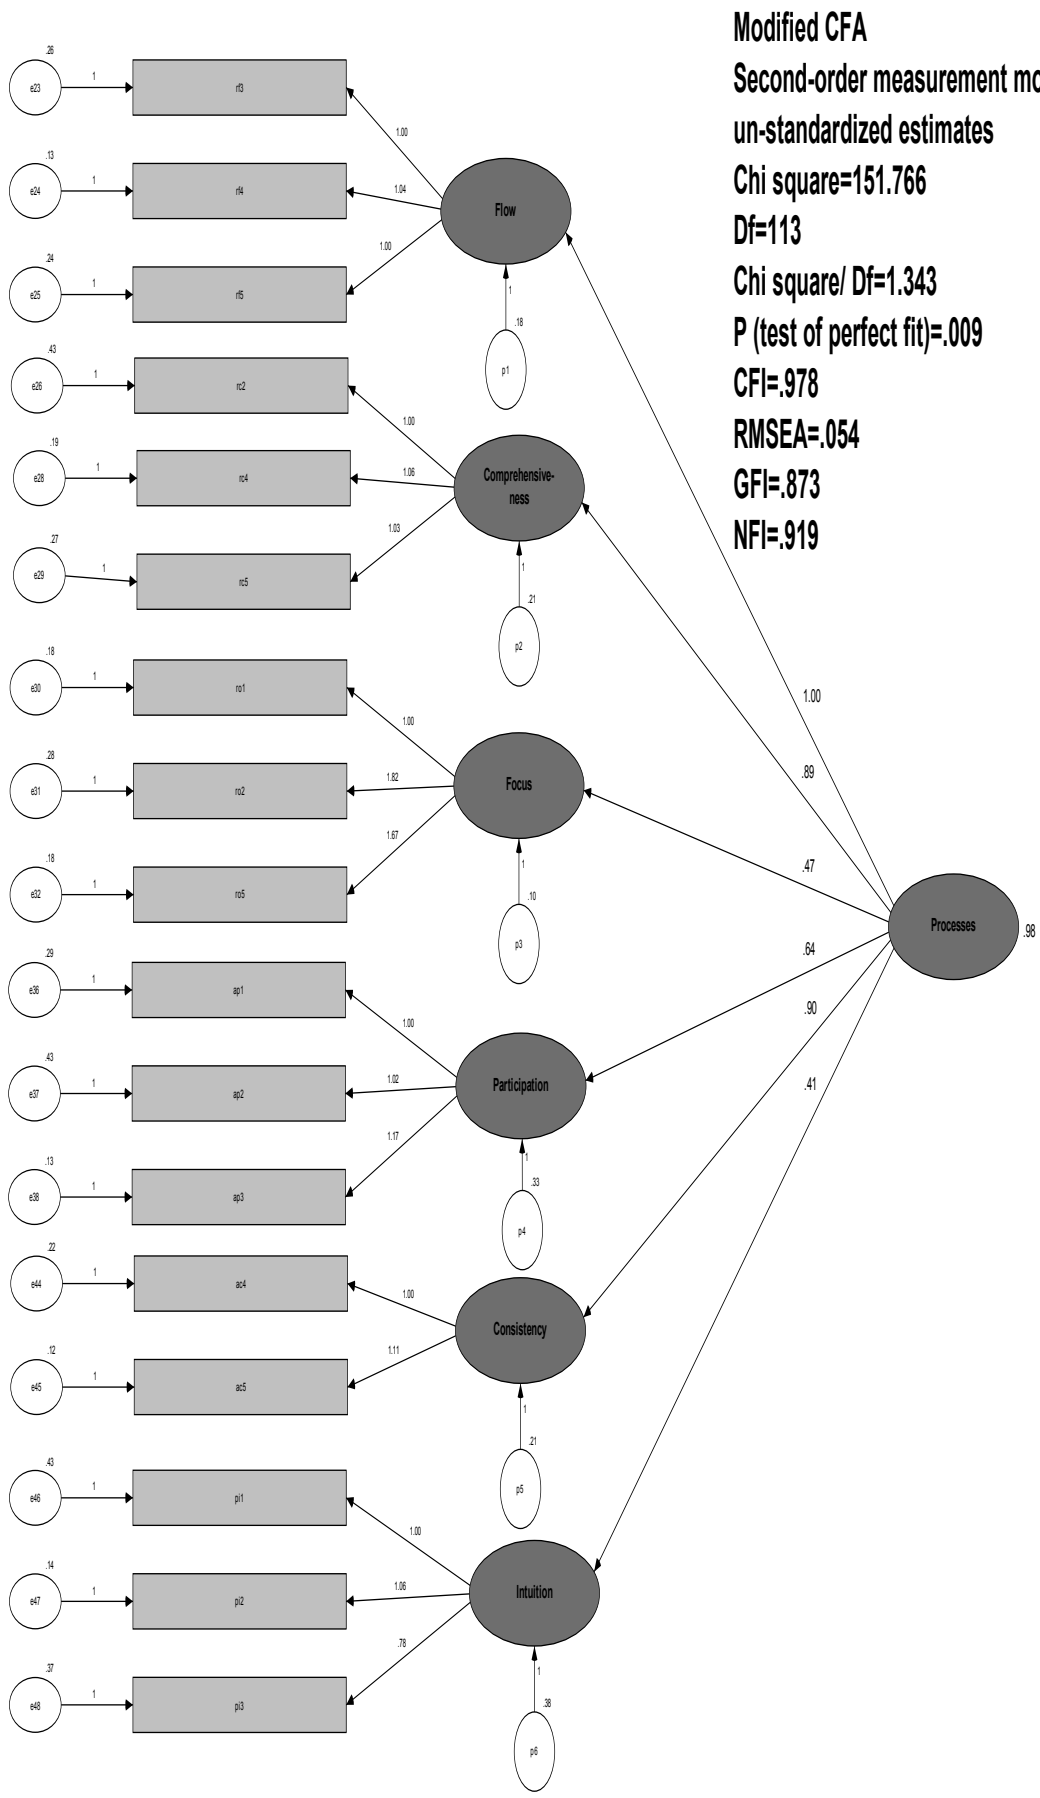 Modified CFA
Second-order measurement mo
un-standardized estimates
Chi square=151.766
Df=113
Chi square/ Df=1.343
P (test of perfect fit)=.009
CFI=.978
RMSEA=.054
GFI=.873
NFI=.919
.26
e23
1
rf3
1.00
.13
e24
1
rf4
1.04
Flow
.24
e25
1
rf5
1.00
1
.18
p1
.43
e26
1
rc2
1.00
.19
e28
1
rc4
1.06
Comprehensive-
ness
.27
e29
1
rc5
1.03
1
.21
p2
.18
e30
1
ro1
1.00
.28
e31
1
ro2
1.82
Focus
.18
e32
1
ro5
1.67
1
.10
p3
1.00
.89
.47
.64
.90
.41
Processes
.98
.29
e36
1
ap1
1.00
.43
e37
1
ap2
1.02
Participation
.13
e38
1
ap3
1.17
1
.33
p4
.22
e44
1
ac4
1.00
Consistency
.12
e45
1
ac5
1.11
1
.21
p5
.43
e46
1
pi1
1.00
.14
e47
1
pi2
1.06
Intuition
.37
e48
1
pi3
.78
1
.38
p6